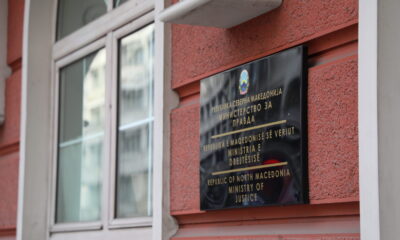 РЕПУБЛИКА СЕВЕРНА МАКЕДОНИЈА
МИНИСТЕРСТВО ЗА
ПРАВДА
REPUBLIKA E MAQEDONISË SË VERIUT
MINISTRIA E
DREJTËSISË
REPUBLIC OF NORTH MACEDONIA
MINISTRY OF
JUSTICE